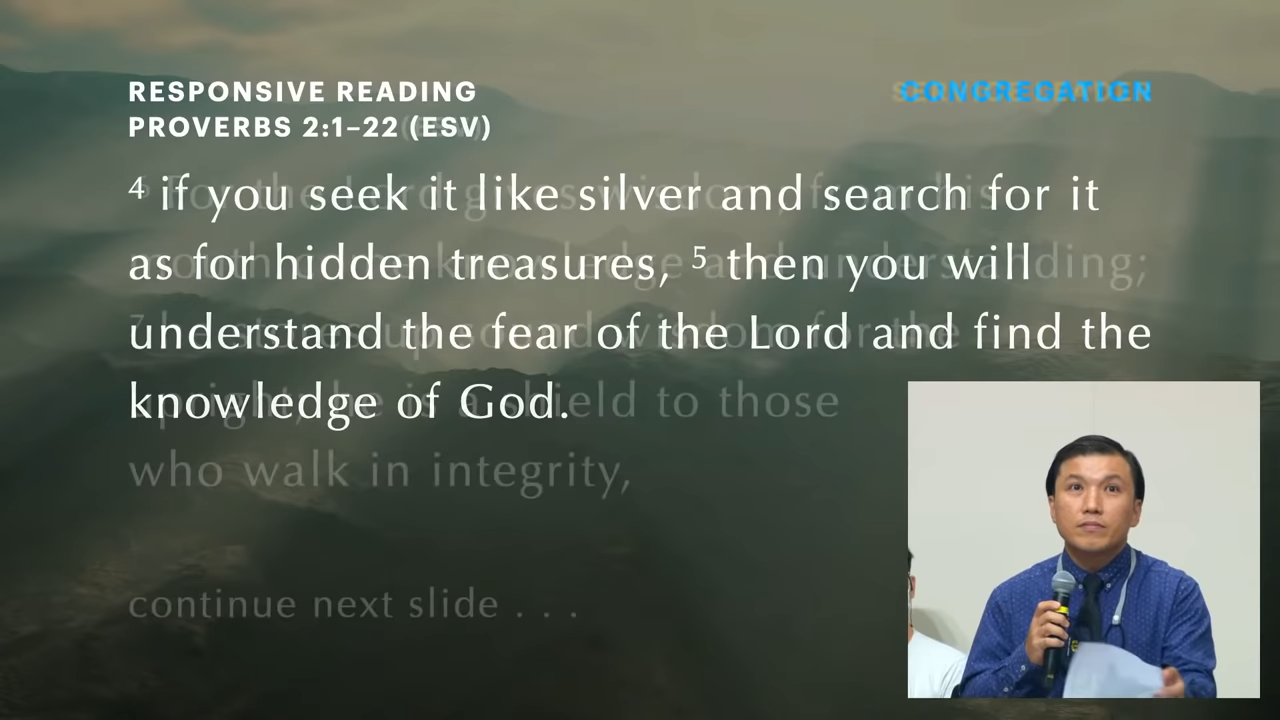 RESPONSIVE READING
CONGREGATION
PROVERBS 2:1–22 (ESV)
4 if you seek it like silver and search for it
as for hidden treasures, 5 then you will
understand the fear of the Lord and find the
knowledge of God.
who walk in integrity,
continue next slide . . .